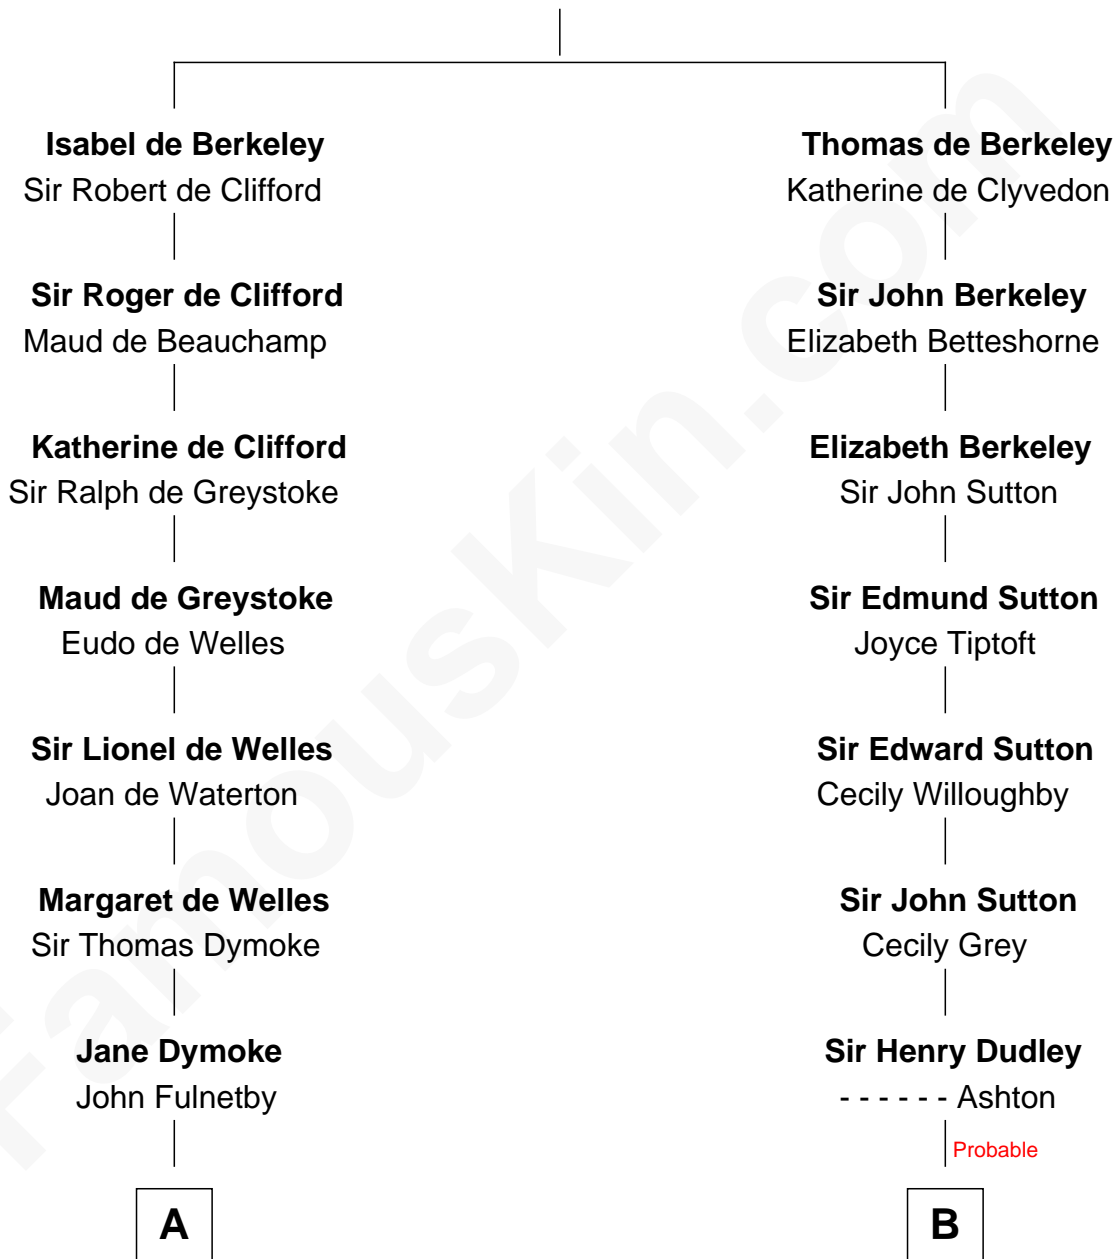 Isabel de Berkeley
Sir Robert de Clifford
Thomas de Berkeley
Katherine de Clyvedon
Sir Roger de Clifford
Maud de Beauchamp
Sir John Berkeley
Elizabeth Betteshorne
Katherine de Clifford
Sir Ralph de Greystoke
Elizabeth Berkeley
Sir John Sutton
Maud de Greystoke
Eudo de Welles
Sir Edmund Sutton
Joyce Tiptoft
Sir Lionel de Welles
Joan de Waterton
Sir Edward Sutton
Cecily Willoughby
Margaret de Welles
Sir Thomas Dymoke
Sir John Sutton
Cecily Grey
Jane Dymoke
John Fulnetby
Sir Henry Dudley
- - - - - - Ashton
Probable
A
B
FamousKin.com